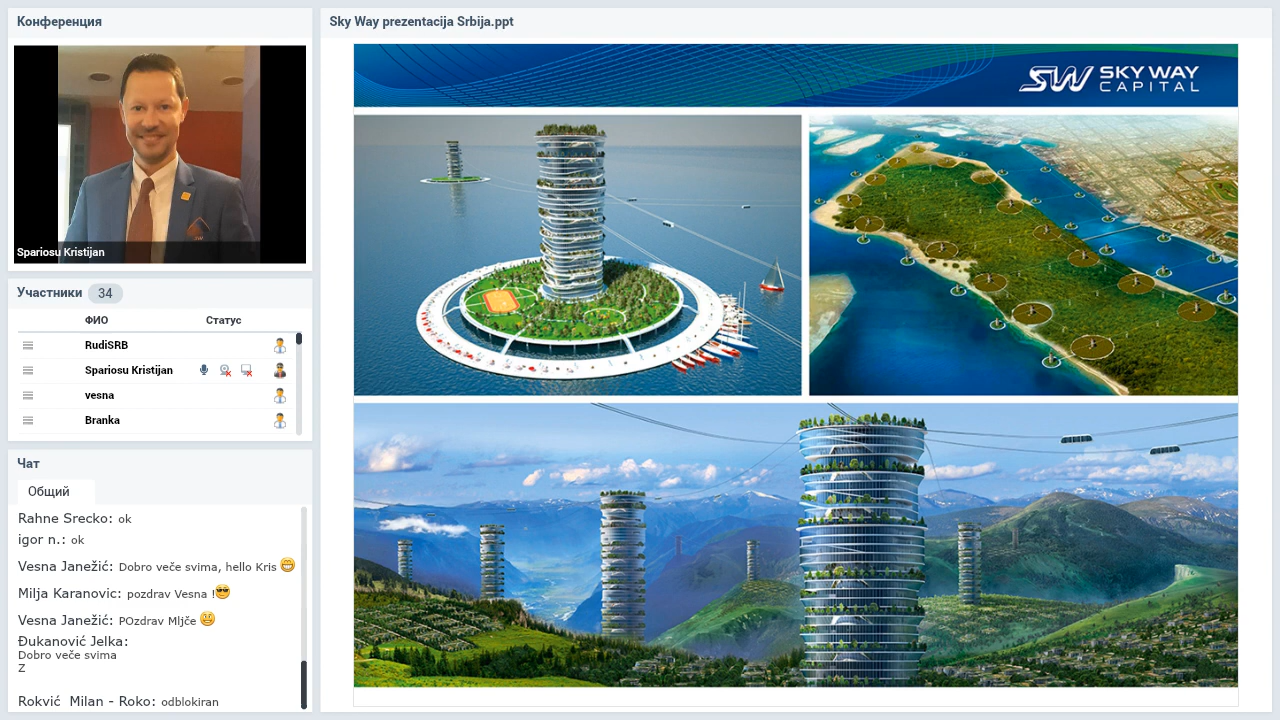 Конференция
Spariosu Kristijan
Участники 34
ФИО Статус
RudiSRB
Spariosu Kristijan
vesna
Branka
Чат
Общий
Rahne Srecko: ok
igor n.: ok
Vesna Janežić: Dobro veče svima, hello Kris
Milja Karanovic: pozdrav Vesna !
Vesna Janežić: POzdrav Mljče
Đukanović Jelka:
Dobro veče svima
Z
Rokvić Milan - Roko: odblokiran
Sky Way prezentacija Srbija.ppt
SW SKY WAY
CAPITAL